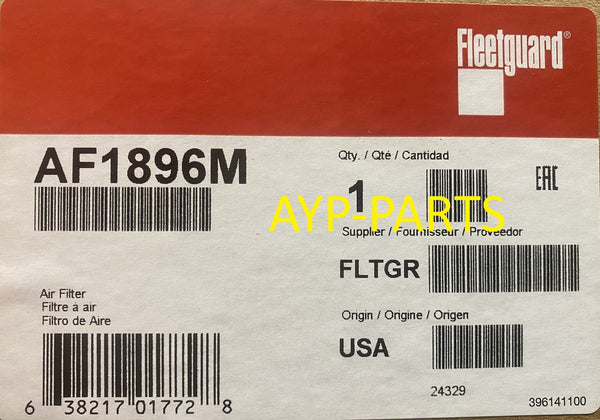 Fleetguard®
AF1896M
Qty. / Qté / Cantidad
1
EAC
AYP-PARTS
Supplier / Fournisseur / Proveedor
FLTGR
Air Filter
Filtre à air
Filtro de Aire
Origin / Origine / Origen
USA
6 38217 01772 8
24329
396141100